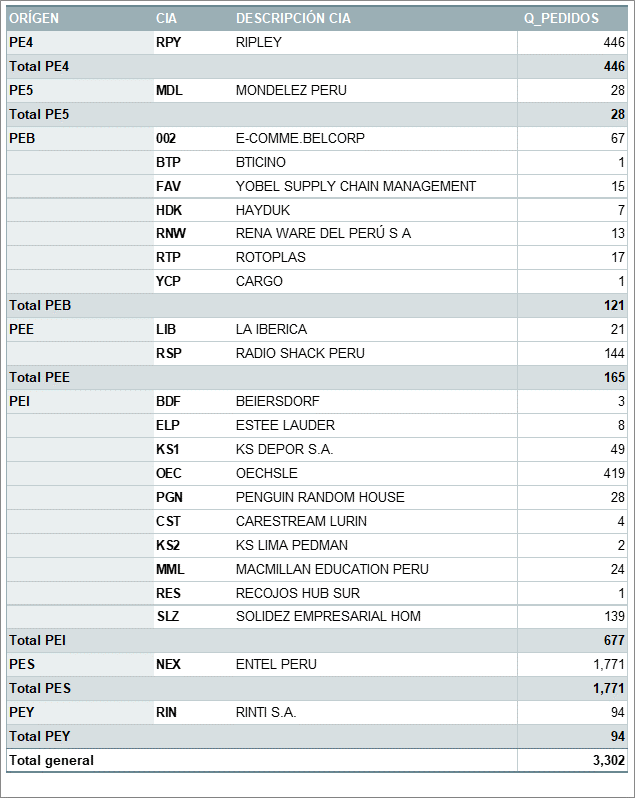 ORÍGEN CIA DESCRIPCIÓN CIA Q_PEDIDOS
PE4 RPY RIPLEY 446
Total PE4 446
PE5 MDL MONDELEZ PERU 28
Total PE5 28
PEB 002 E-COMME.BELCORP 67
BTP BTICINO 1
FAV YOBEL SUPPLY CHAIN MANAGEMENT 15
HDK HAYDUK 7
RNW RENA WARE DEL PERÚ S A 13
RTP ROTOPLAS 17
YCP CARGO 1
Total PEB 121
PEE LIB LA IBERICA 21
RSP RADIO SHACK PERU 144
Total PEE 165
PEI BDF BEIERSDORF 3
ELP ESTEE LAUDER 8
KS1 KS DEPOR S.A. 49
OEC OECHSLE 419
PGN PENGUIN RANDOM HOUSE 28
CST CARESTREAM LURIN 4
KS2 KS LIMA PEDMAN 2
MML MACMILLAN EDUCATION PERU 24
RES RECOJOS HUB SUR 1
SLZ SOLIDEZ EMPRESARIAL HOM 139
Total PEI 677
PES NEX ENTEL PERU 1,771
Total PES 1,771
PEY RIN RINTI S.A. 94
Total PEY 94
Total general 3,302